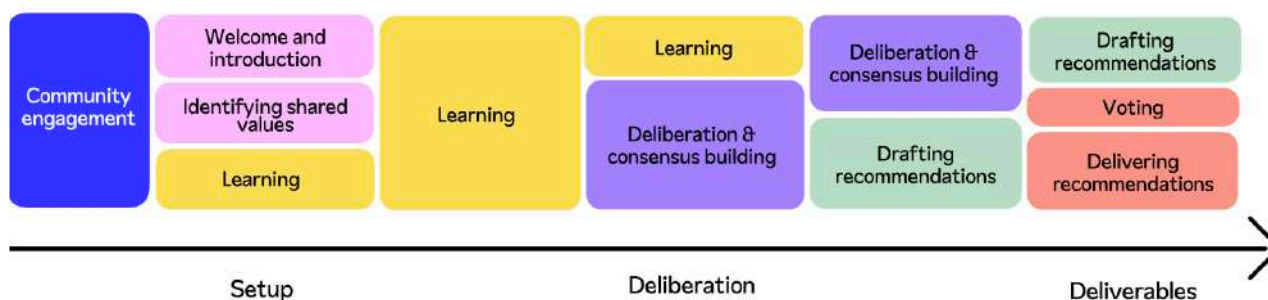 Community
engagement
Welcome and
introduction
Identifying shared
values
Learning
Learning
Learning
Deliberation &
consensus building
Deliberation &
consensus building
Drafting
recommendations
Drafting
recommendations
Voting
Delivering
recommendations
Setup
Deliberation
Deliverables